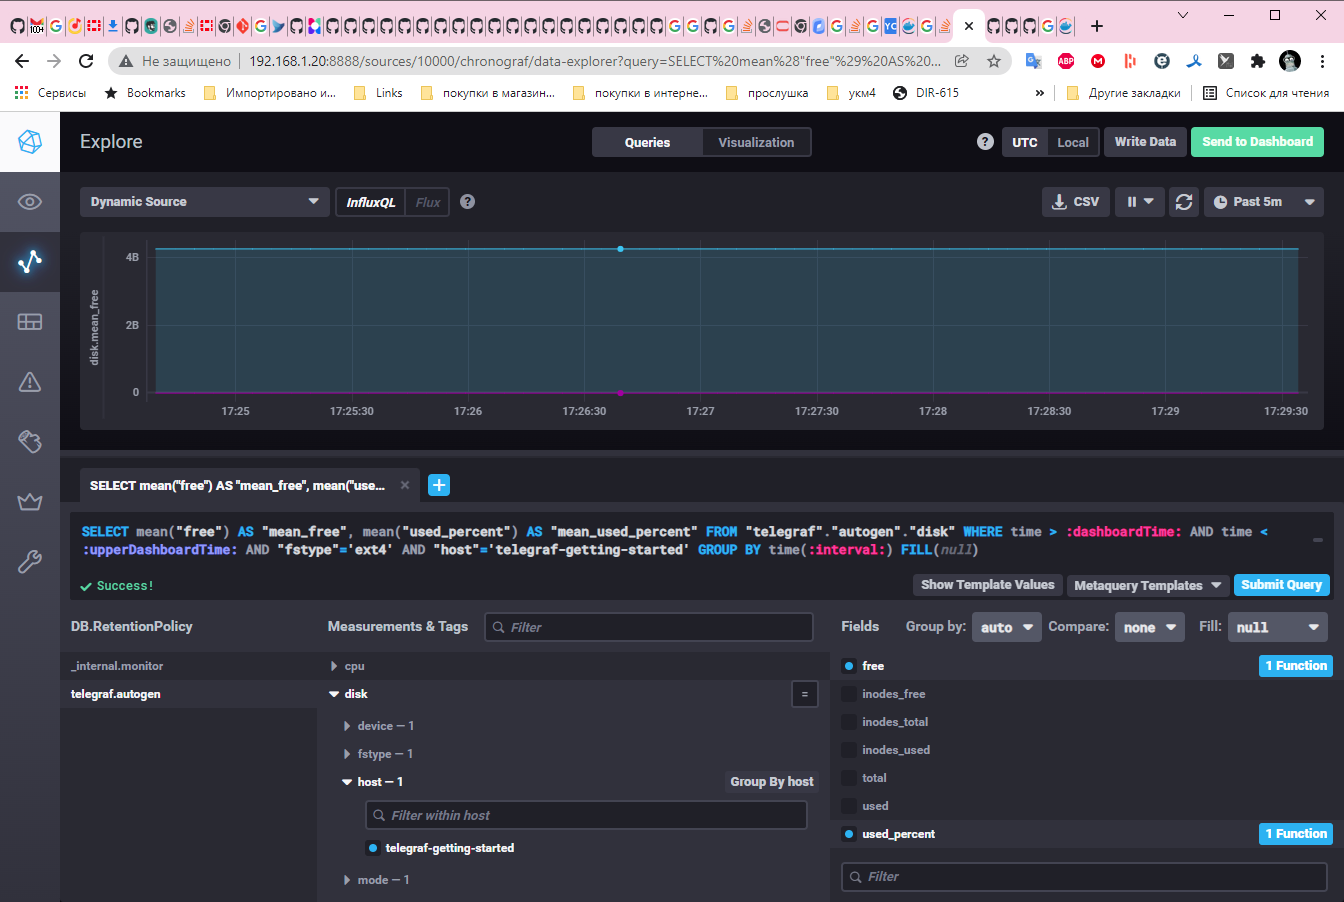 100+
YC
Не защищено
192.168.1.20:8888/sources/10000/chronograf/data-explorer?query=SELECT%20mean%28"free"%29%20AS%20...
ABP
Сервисы
Bookmarks
Импортировано и...
Links
покупки в магазин...
покупки в интерне...
прослушка
укм4
DIR-615
»
Другие закладки
Список для чтения
Explore
Queries
Visualization
?
UTC
Local
Write Data
Send to Dashboard
Dynamic Source
InfluxQL
Flux
?
CSV
Past 5m
disk.mean_free
4B
2B
0
17:25
17:25:30
17:26
17:26:30
17:27
17:27:30
17:28
17:28:30
17:29
17:29:30
SELECT mean("free") AS "mean_free", mean("use...
SELECT mean("free") AS "mean_free", mean("used_percent") AS "mean_used_percent" FROM "telegraf"."autogen"."disk" WHERE time > :dashboardTime: AND time <
:upperDashboardTime: AND "fstype"='ext4' AND "host"='telegraf-getting-started' GROUP BY time(:interval:) FILL(null)
Success!
Show Template Values
Metaquery Templates
Submit Query
DB.RetentionPolicy
Measurements & Tags
Filter
Fields
Group by:
auto
Compare:
none
Fill:
null
_internal.monitor
telegraf.autogen
cpu
disk
=
device — 1
fstype — 1
host — 1
Group By host
Filter within host
telegraf-getting-started
mode — 1
free
1 Function
inodes_free
inodes_total
inodes_used
total
used
used_percent
1 Function
Filter